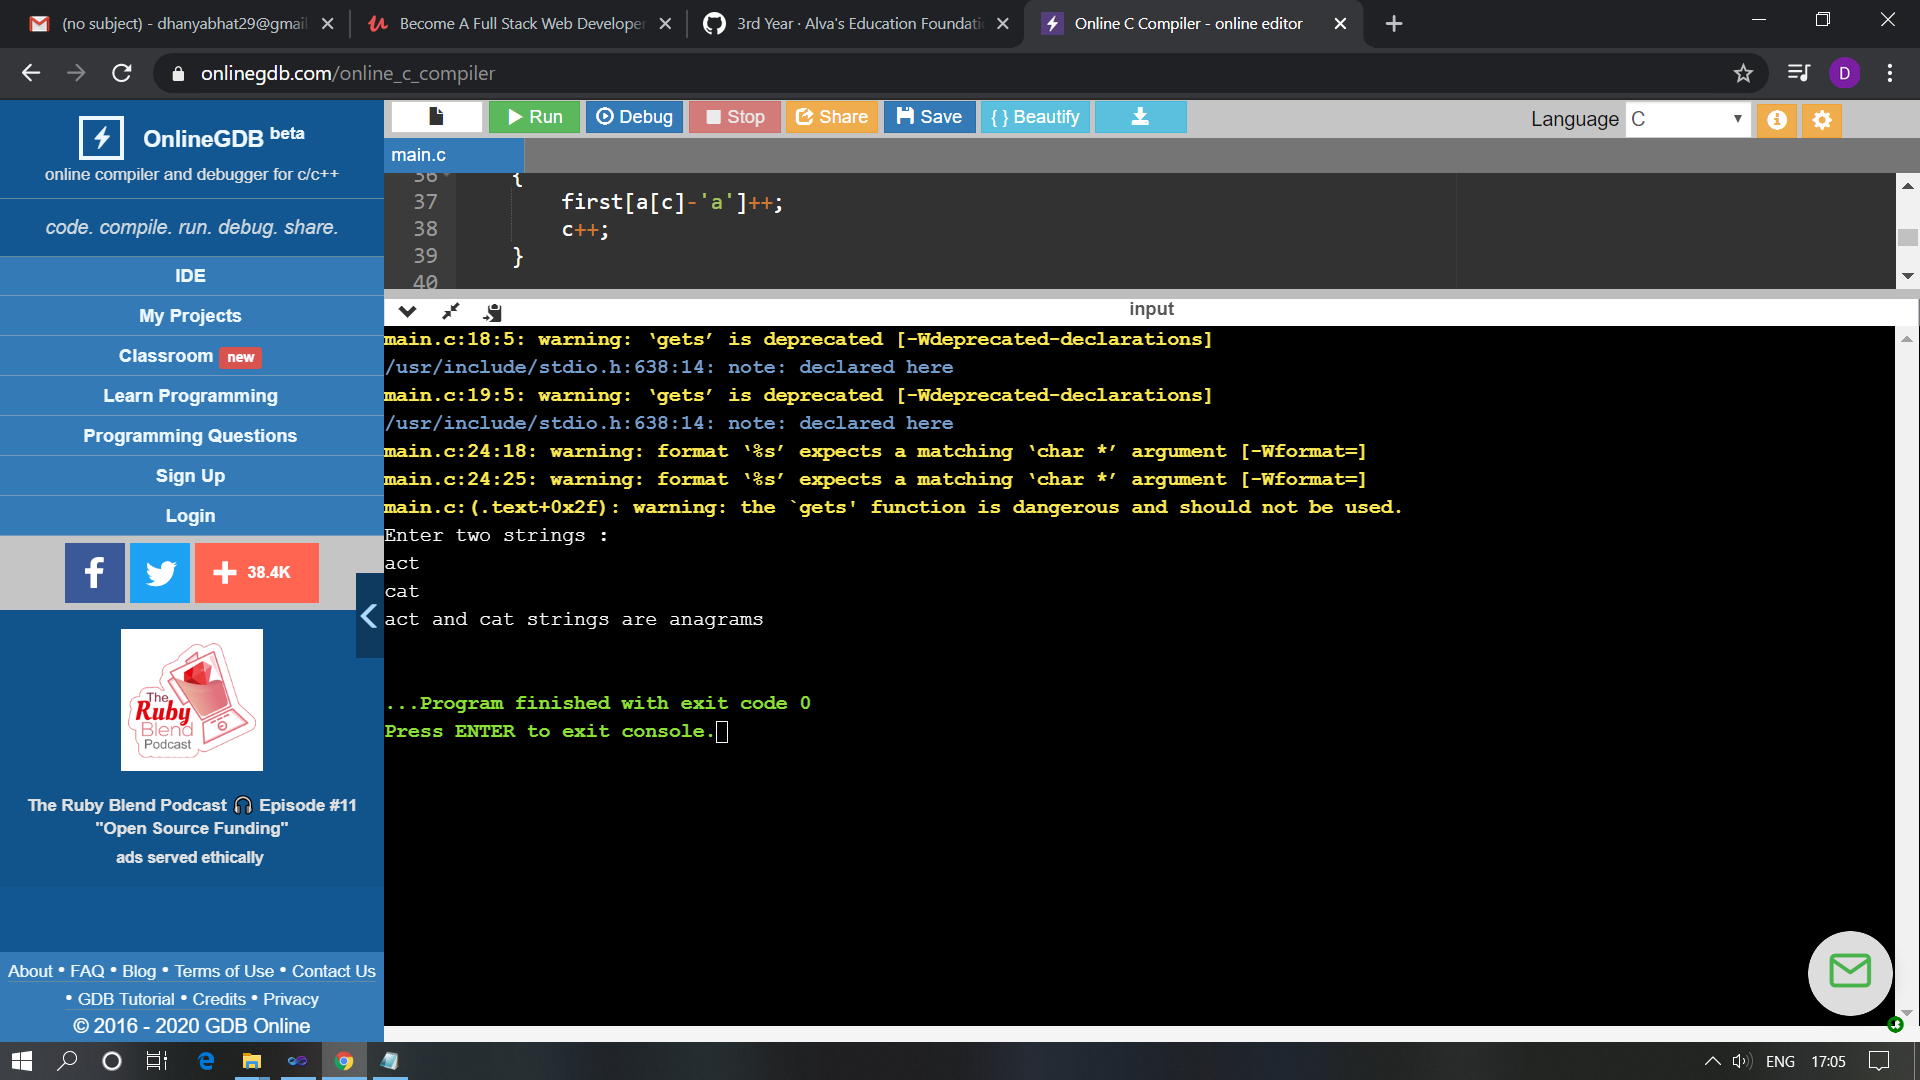 (no subject) - dhanyabhat29@gmail
Become A Full Stack Web Developer
3rd Year · Alva's Education Foundati
Online C Compiler - online editor
onlinegdb.com/online_c_compiler
D
OnlineGDB beta
online compiler and debugger for c/c++
code. compile. run. debug. share.
IDE
My Projects
Classroom new
Learn Programming
Programming Questions
Sign Up
Login
38.4K
The
Ruby
Blend
Podcast
The Ruby Blend Podcast 🎧 Episode #11
"Open Source Funding"
ads served ethically
About • FAQ • Blog • Terms of Use • Contact Us
• GDB Tutorial • Credits • Privacy
© 2016 - 2020 GDB Online
Run Debug Stop Share Save { } Beautify
Language C
main.c
36 {
37 first[a[c]-'a']++;
38 c++;
39 }
40
input
main.c:18:5: warning: ‘gets’ is deprecated [-Wdeprecated-declarations]
/usr/include/stdio.h:638:14: note: declared here
main.c:19:5: warning: ‘gets’ is deprecated [-Wdeprecated-declarations]
/usr/include/stdio.h:638:14: note: declared here
main.c:24:18: warning: format ‘%s’ expects a matching ‘char *’ argument [-Wformat=]
main.c:24:25: warning: format ‘%s’ expects a matching ‘char *’ argument [-Wformat=]
main.c:(.text+0x2f): warning: the `gets' function is dangerous and should not be used.
Enter two strings :
act
cat
act and cat strings are anagrams
...Program finished with exit code 0
Press ENTER to exit console.
ENG 17:05